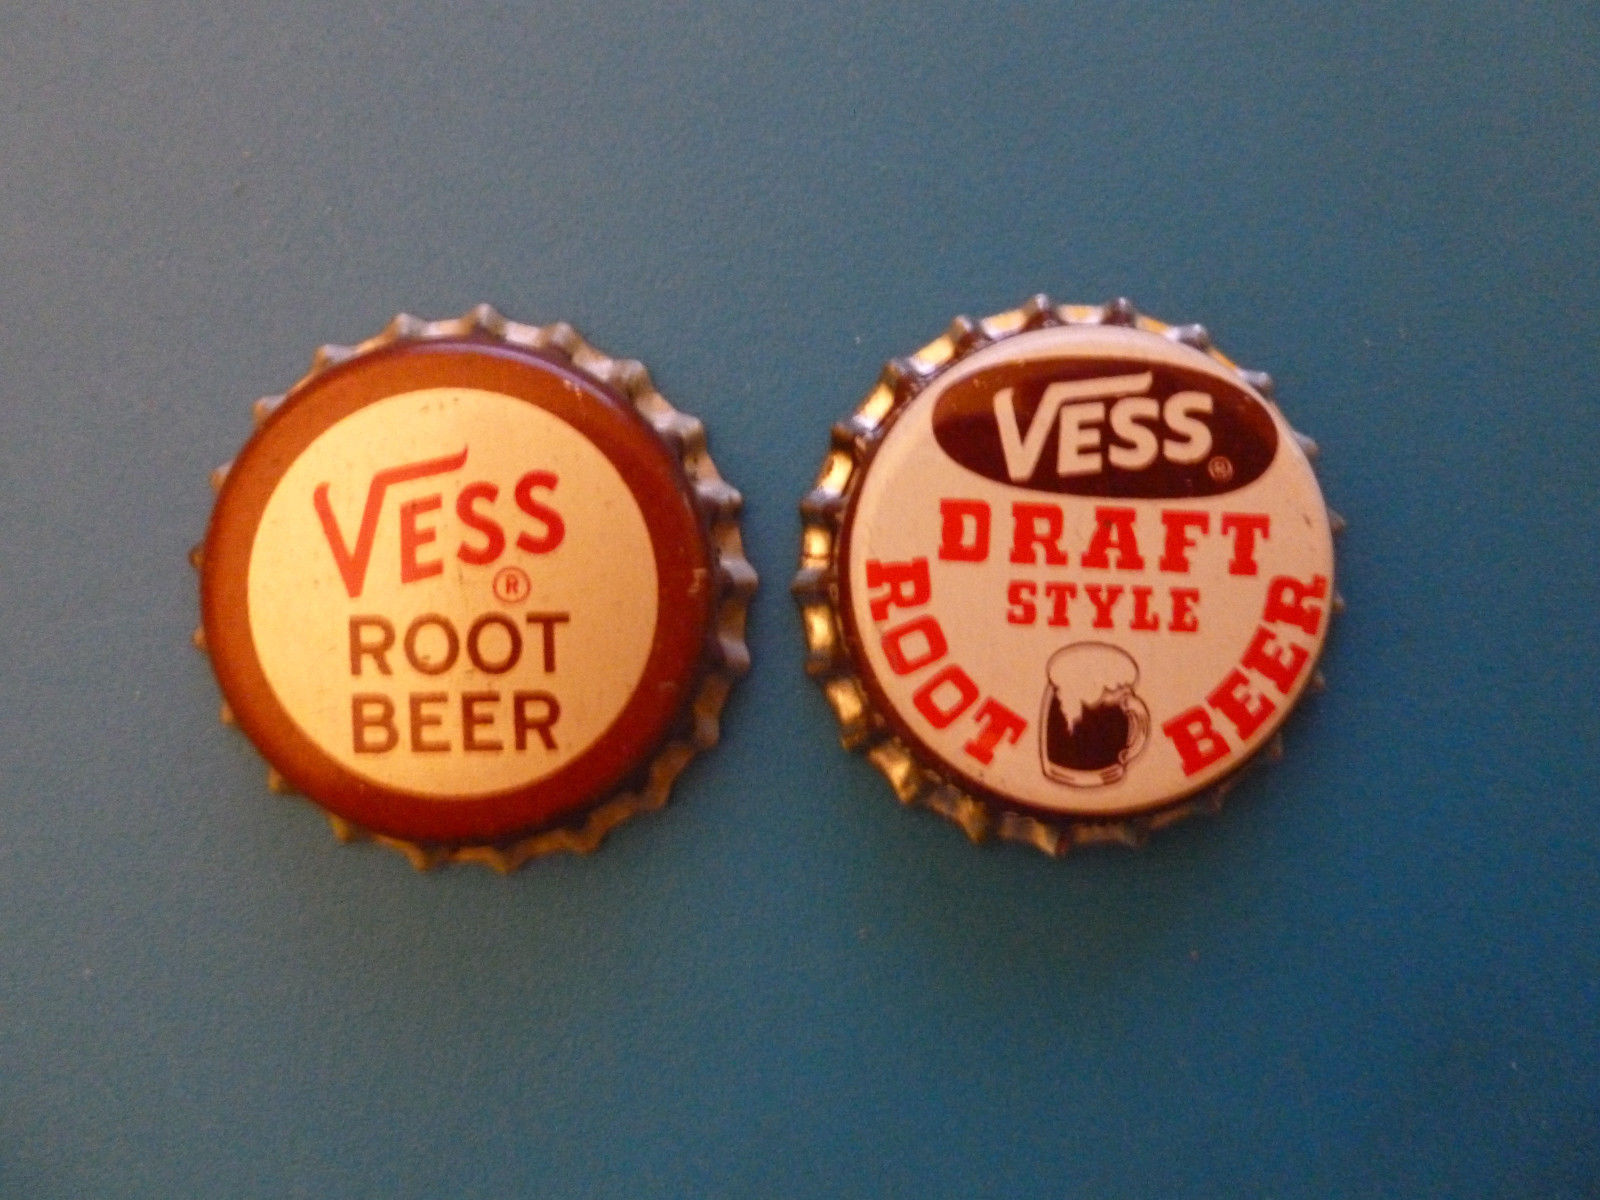 VESS
®
ROOT
BEER
VESS
®
DRAFT
STYLE
ROOT BEER